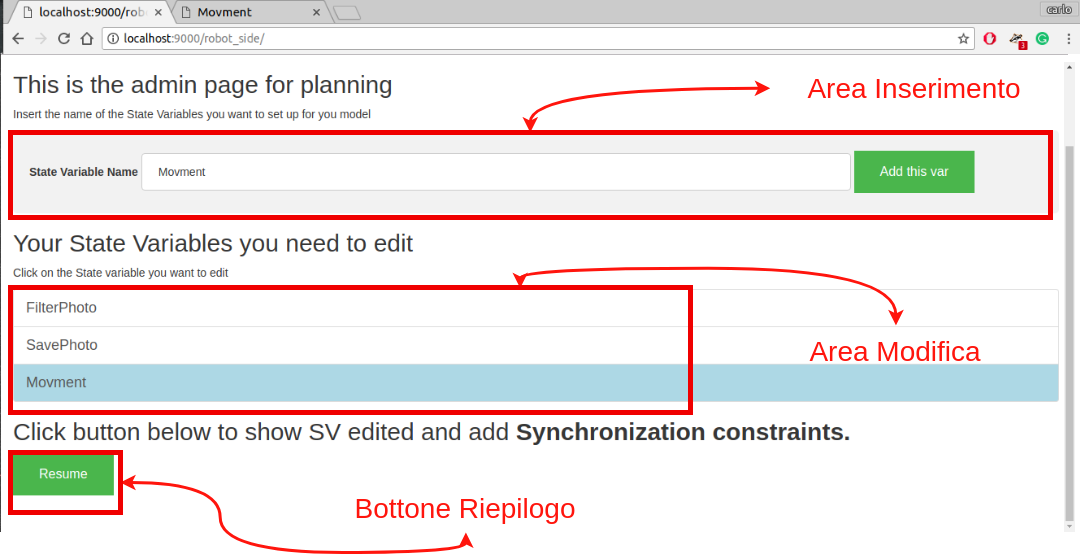 localhost:9000/rob
Movment
carlo
localhost:9000/robot_side/
3
This is the admin page for planning
Area Inserimento
Insert the name of the State Variables you want to set up for you model
State Variable Name Movment Add this var
Your State Variables you need to edit
Click on the State variable you want to edit
FilterPhoto
SavePhoto
Area Modifica
Movment
Click button below to show SV edited and add Synchronization constraints.
Resume
Bottone Riepilogo